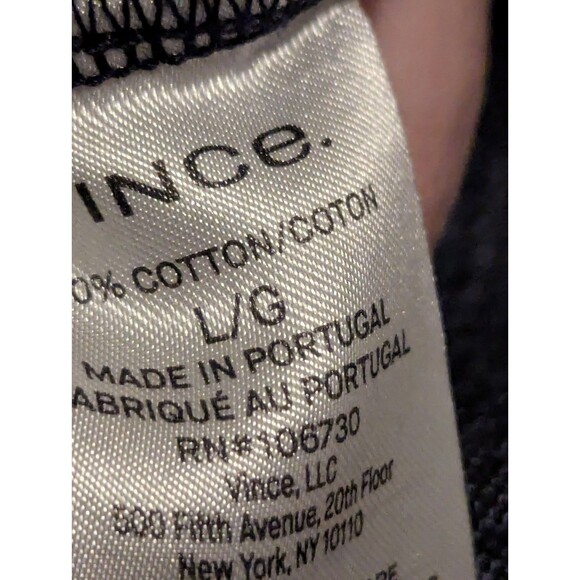 INCe.
0% COTTON/COTON
L/G
MADE IN PORTUGAL
ABRIQUÉ AU PORTUGAL
RN#106730
Vince, LLC
500 Fifth Avenue, 20th Floor
New York, NY 10110